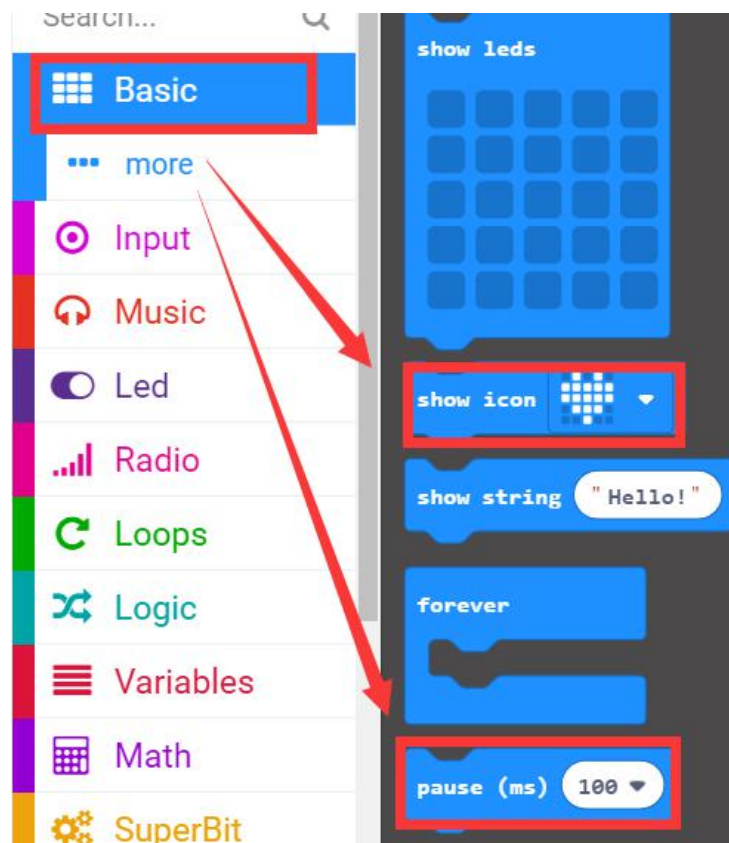 Search...
Basic
more
Input
Music
Led
Radio
Loops
Logic
Variables
Math
SuperBit
show leds
show icon
show string "Hello!"
forever
pause (ms) 100